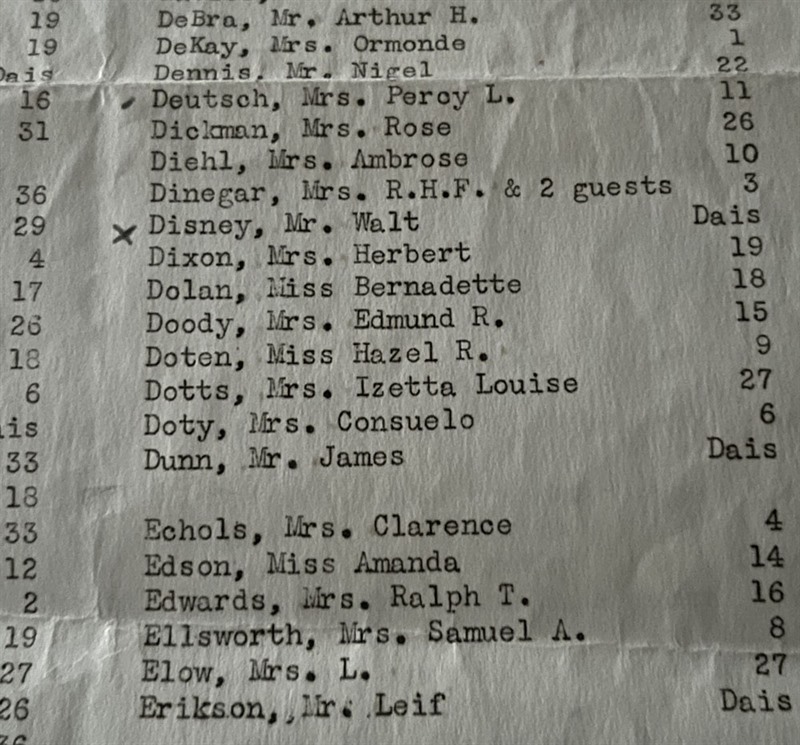 19 DeBra, Mr. Arthur H. 33
19 DeKay, Mrs. Ormonde 1
Dais Dennis, Mr. Nigel 22
16 Deutsch, Mrs. Percy L. 11
31 Dickman, Mrs. Rose 26
Diehl, Mrs. Ambrose 10
36 Dinegar, Mrs. R.H.F. & 2 guests 3
29 x Disney, Mr. Walt Dais
4 Dixon, Mrs. Herbert 19
17 Dolan, Miss Bernadette 18
26 Doody, Mrs. Edmund R. 15
18 Doten, Miss Hazel R. 9
6 Dotts, Mrs. Izetta Louise 27
ais Doty, Mrs. Consuelo 6
33 Dunn, Mr. James Dais
18
33 Echols, Mrs. Clarence 4
12 Edson, Miss Amanda 14
2 Edwards, Mrs. Ralph T. 16
19 Ellsworth, Mrs. Samuel A. 8
27 Elow, Mrs. L. 27
26 Erikson, Mr. Leif Dais